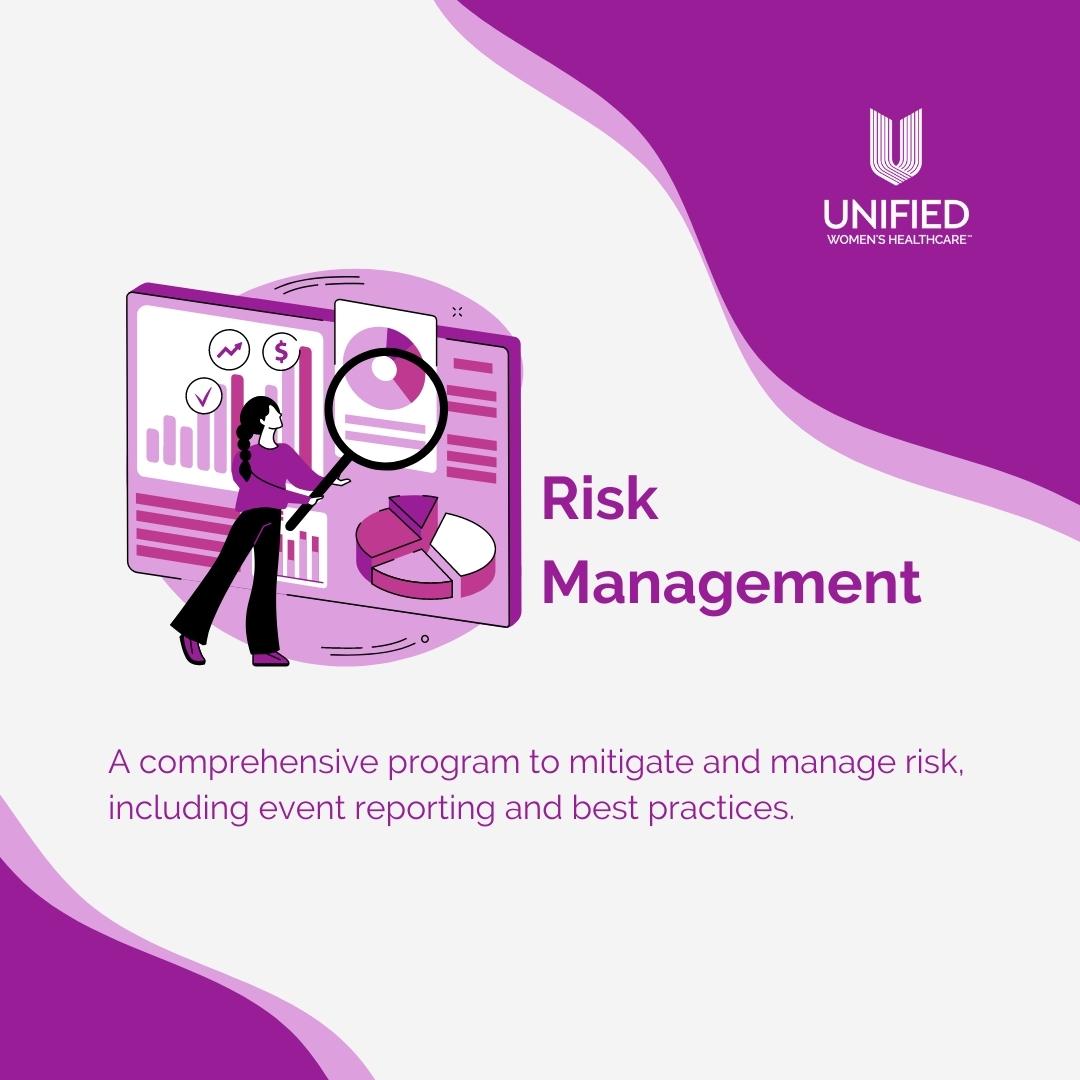 UNIFIED
WOMEN'S HEALTHCARE™
$
Risk
Management
A comprehensive program to mitigate and manage risk,
including event reporting and best practices.